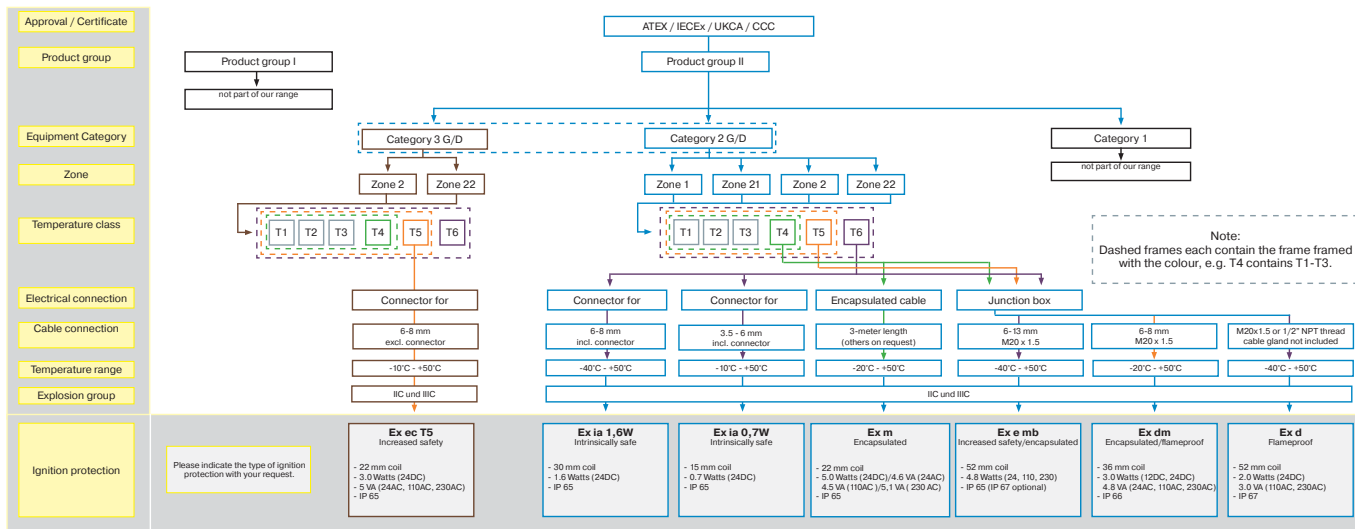 Approval / Certificate
ATEX / IECEx / UKCA / CCC
Product group
Product group I
Product group II
not part of our range
Equipment Category
Category 3 G/D
Category 2 G/D
Category 1
not part of our range
Zone
Zone 2
Zone 22
Zone 1
Zone 21
Zone 2
Zone 22
Temperature class
T1
T2
T3
T4
T5
T6
T1
T2
T3
T4
T5
T6
Note:
Dashed frames each contain the frame framed
with the colour, e.g. T4 contains T1-T3.
Electrical connection
Connector for
Connector for
Connector for
Encapsulated cable
Junction box
Cable connection
6-8 mm
excl. connector
6-8 mm
incl. connector
3.5 - 6 mm
incl. connector
3-meter length
(others on request)
6-13 mm
M20 x 1.5
6-8 mm
M20 x 1.5
M20x1.5 or 1/2" NPT thread
cable gland not included
Temperature range
-10°C - +50°C
-40°C - +50°C
-10°C - +50°C
-20°C - +50°C
-40°C - +50°C
-20°C - +50°C
-40°C - +50°C
Explosion group
IIC und IIIC
IIC und IIIC
Ignition protection
Please indicate the type of ignition
protection with your request.
Ex ec T5
Increased safety
- 22 mm coil
- 3.0 Watts (24DC)
- 5 VA (24AC, 110AC, 230AC)
- IP 65
Ex ia 1,6W
Intrinsically safe
- 30 mm coil
- 1.6 Watts (24DC)
- IP 65
Ex ia 0,7W
Intrinsically safe
- 15 mm coil
- 0.7 Watts (24DC)
- IP 65
Ex m
Encapsulated
- 22 mm coil
- 5.0 Watts (24DC)/4.6 VA (24AC)
4.5 VA (110AC )/5,1 VA ( 230 AC)
- IP 65
Ex e mb
Increased safety/encapsulated
- 52 mm coil
- 4.8 Watts (24, 110, 230)
- IP 65 (IP 67 optional)
Ex dm
Encapsulated/flameproof
- 36 mm coil
- 3.0 Watts (12DC, 24DC)
- 4.8 VA (24AC, 110AC, 230AC)
- IP 66
Ex d
Flameproof
- 52 mm coil
- 2.0 Watts (24DC)
- 3.0 VA (110AC, 230AC)
- IP 67